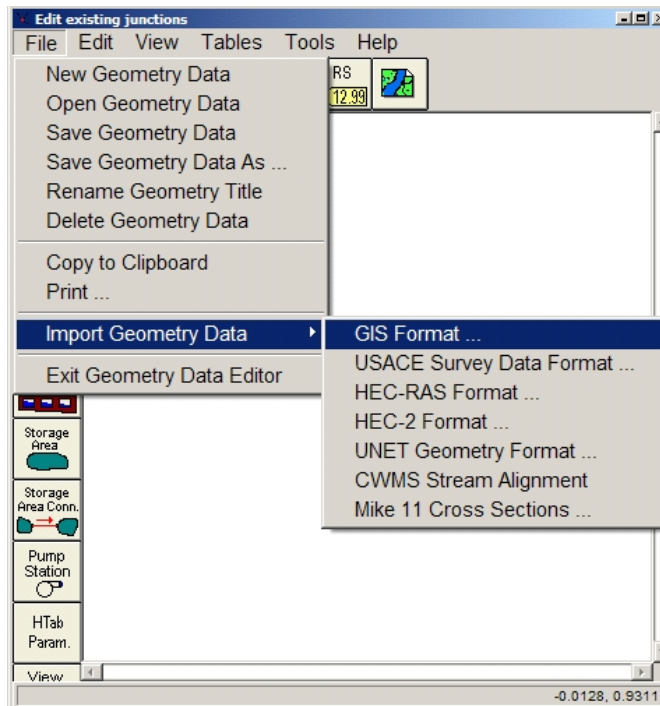 Edit existing junctions
File Edit View Tables Tools Help
New Geometry Data
Open Geometry Data
Save Geometry Data
Save Geometry Data As ...
Rename Geometry Title
Delete Geometry Data
Copy to Clipboard
Print ...
Import Geometry Data
Exit Geometry Data Editor
RS
12.99
GIS Format ...
USACE Survey Data Format ...
HEC-RAS Format ...
HEC-2 Format ...
UNET Geometry Format ...
CWMS Stream Alignment
Mike 11 Cross Sections ...
Storage
Area
Storage
Area Conn.
Pump
Station
HTab
Param.
View
-0.0128, 0.9311